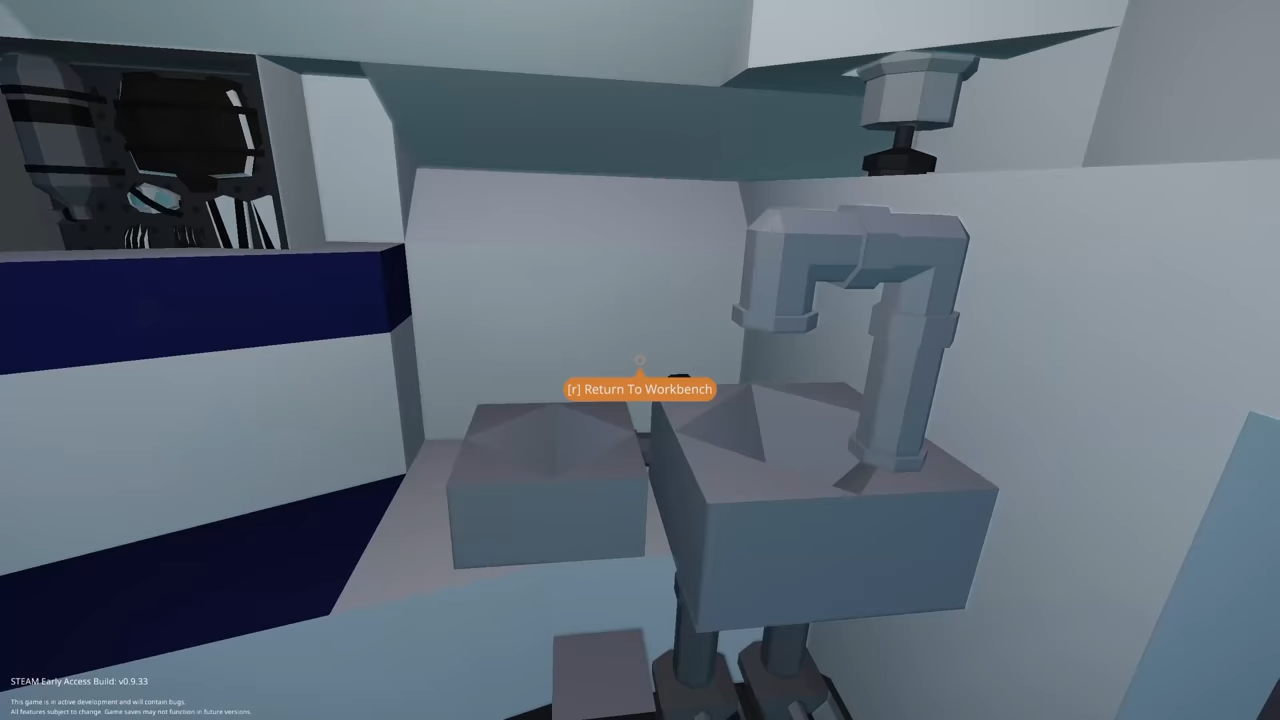 [r] Return To Workbench
STEAM Early Access Build: v0.9.33
This game is in active development and will contain bugs.
All features subject to change. Game saves may not function in future versions.